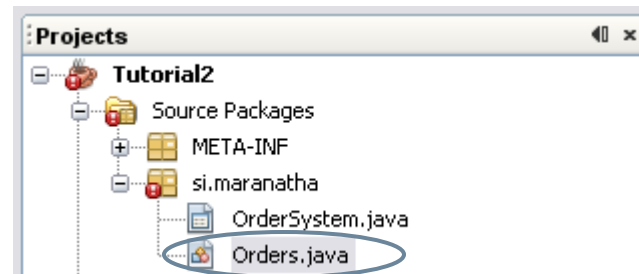 Projects
Tutorial2
Source Packages
META-INF
si.maranatha
OrderSystem.java
Orders.java